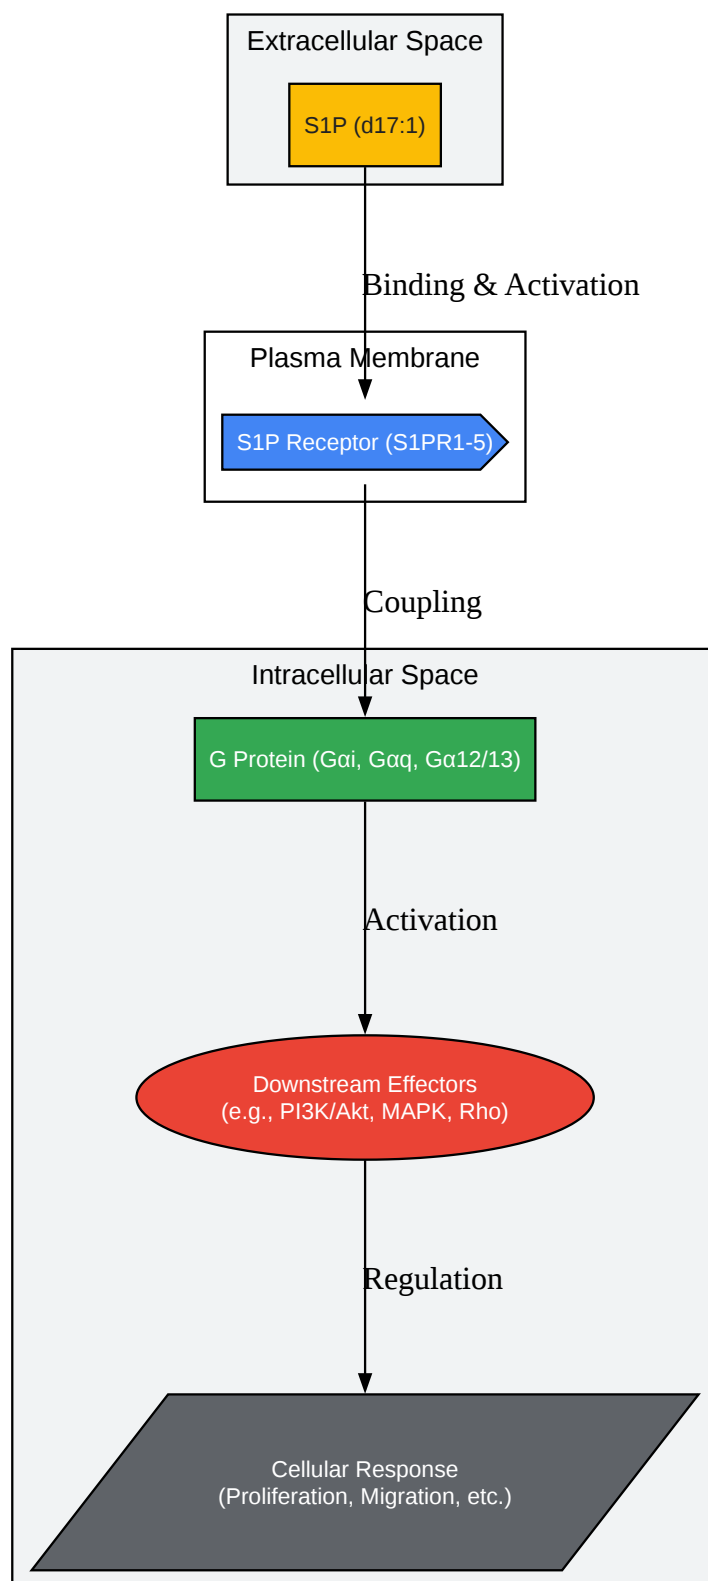 Extracellular Space
S1P (d17:1)
Binding & Activation
Plasma Membrane
S1P Receptor (S1PR1-5)
Coupling
Intracellular Space
G Protein (Gαi, Gαq, Gα12/13)
Activation
Downstream Effectors
(e.g., PI3K/Akt, MAPK, Rho)
Regulation
Cellular Response
(Proliferation, Migration, etc.)